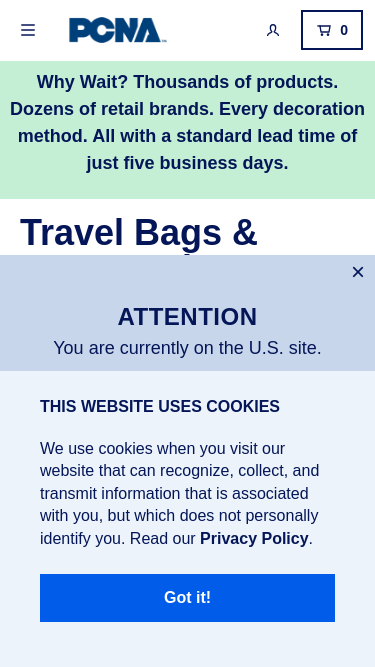 PCNA
0
Why Wait? Thousands of products.
Dozens of retail brands. Every decoration
method. All with a standard lead time of
just five business days.
Travel Bags &
ATTENTION
You are currently on the U.S. site.
THIS WEBSITE USES COOKIES
We use cookies when you visit our
website that can recognize, collect, and
transmit information that is associated
with you, but which does not personally
identify you. Read our Privacy Policy.
Got it!